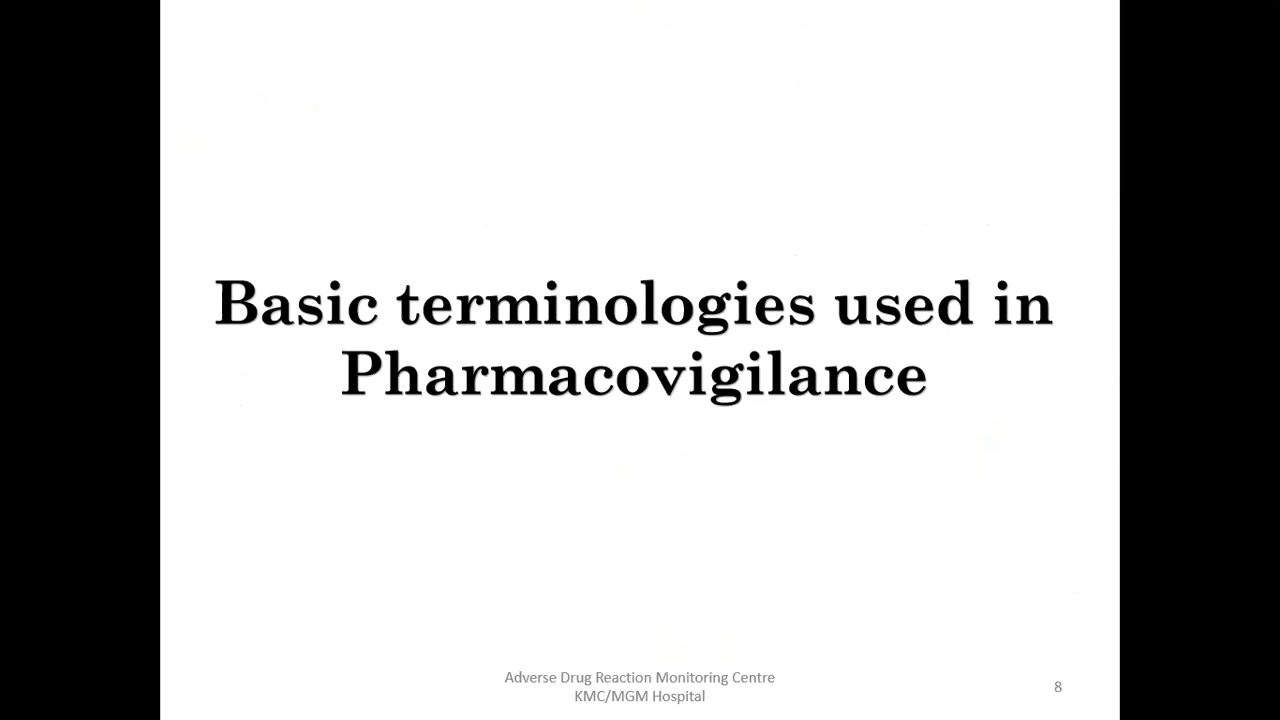 Basic terminologies used in
Pharmacovigilance
Adverse Drug Reaction Monitoring Centre
KMC/MGM Hospital
8